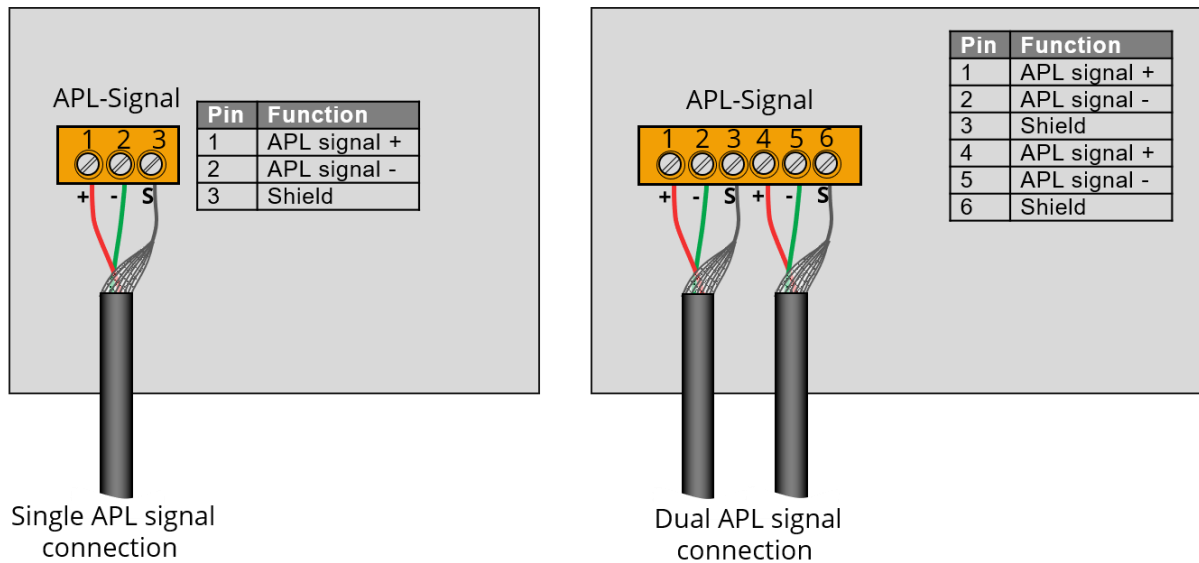 APL-Signal
1 2 3
+ - S
Pin Function
1 APL signal +
2 APL signal -
3 Shield
Single APL signal
connection
APL-Signal
1 2 3 4 5 6
+ - S + - S
Pin Function
1 APL signal +
2 APL signal -
3 Shield
4 APL signal +
5 APL signal -
6 Shield
Dual APL signal
connection